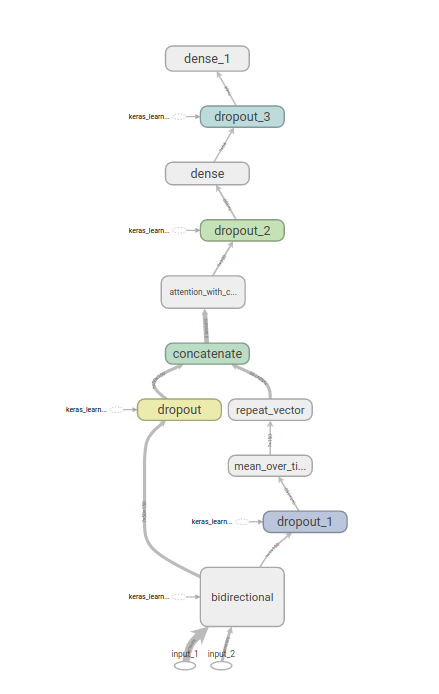 dense_1
keras_learn...
dropout_3
dense
keras_learn...
dropout_2
attention_with_c...
concatenate
keras_learn...
dropout
repeat_vector
mean_over_ti...
keras_learn...
dropout_1
keras_learn...
bidirectional
input_1
input_2